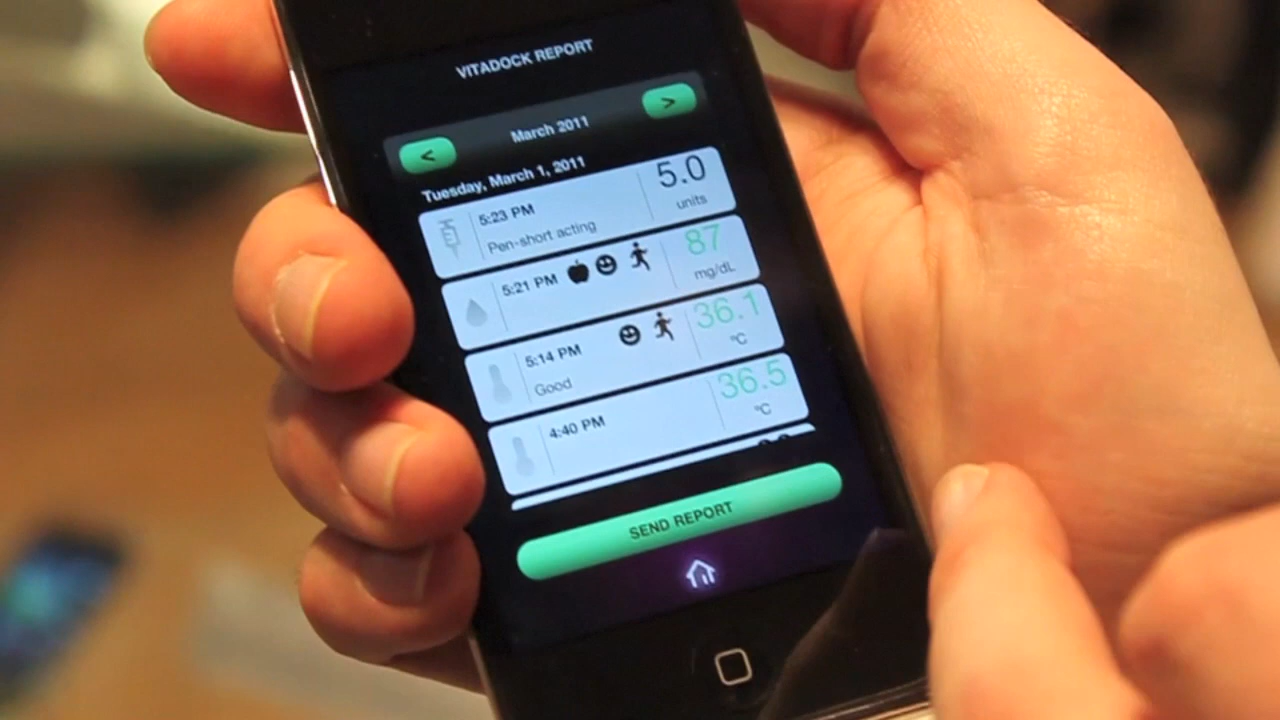 VITADOCK REPORT
< March 2011 >
Tuesday, March 1, 2011
5:23 PM 5.0
Pen-short acting units
5:21 PM 87
mg/dL
5:14 PM 36.1
Good °C
4:40 PM 36.5
°C
SEND REPORT